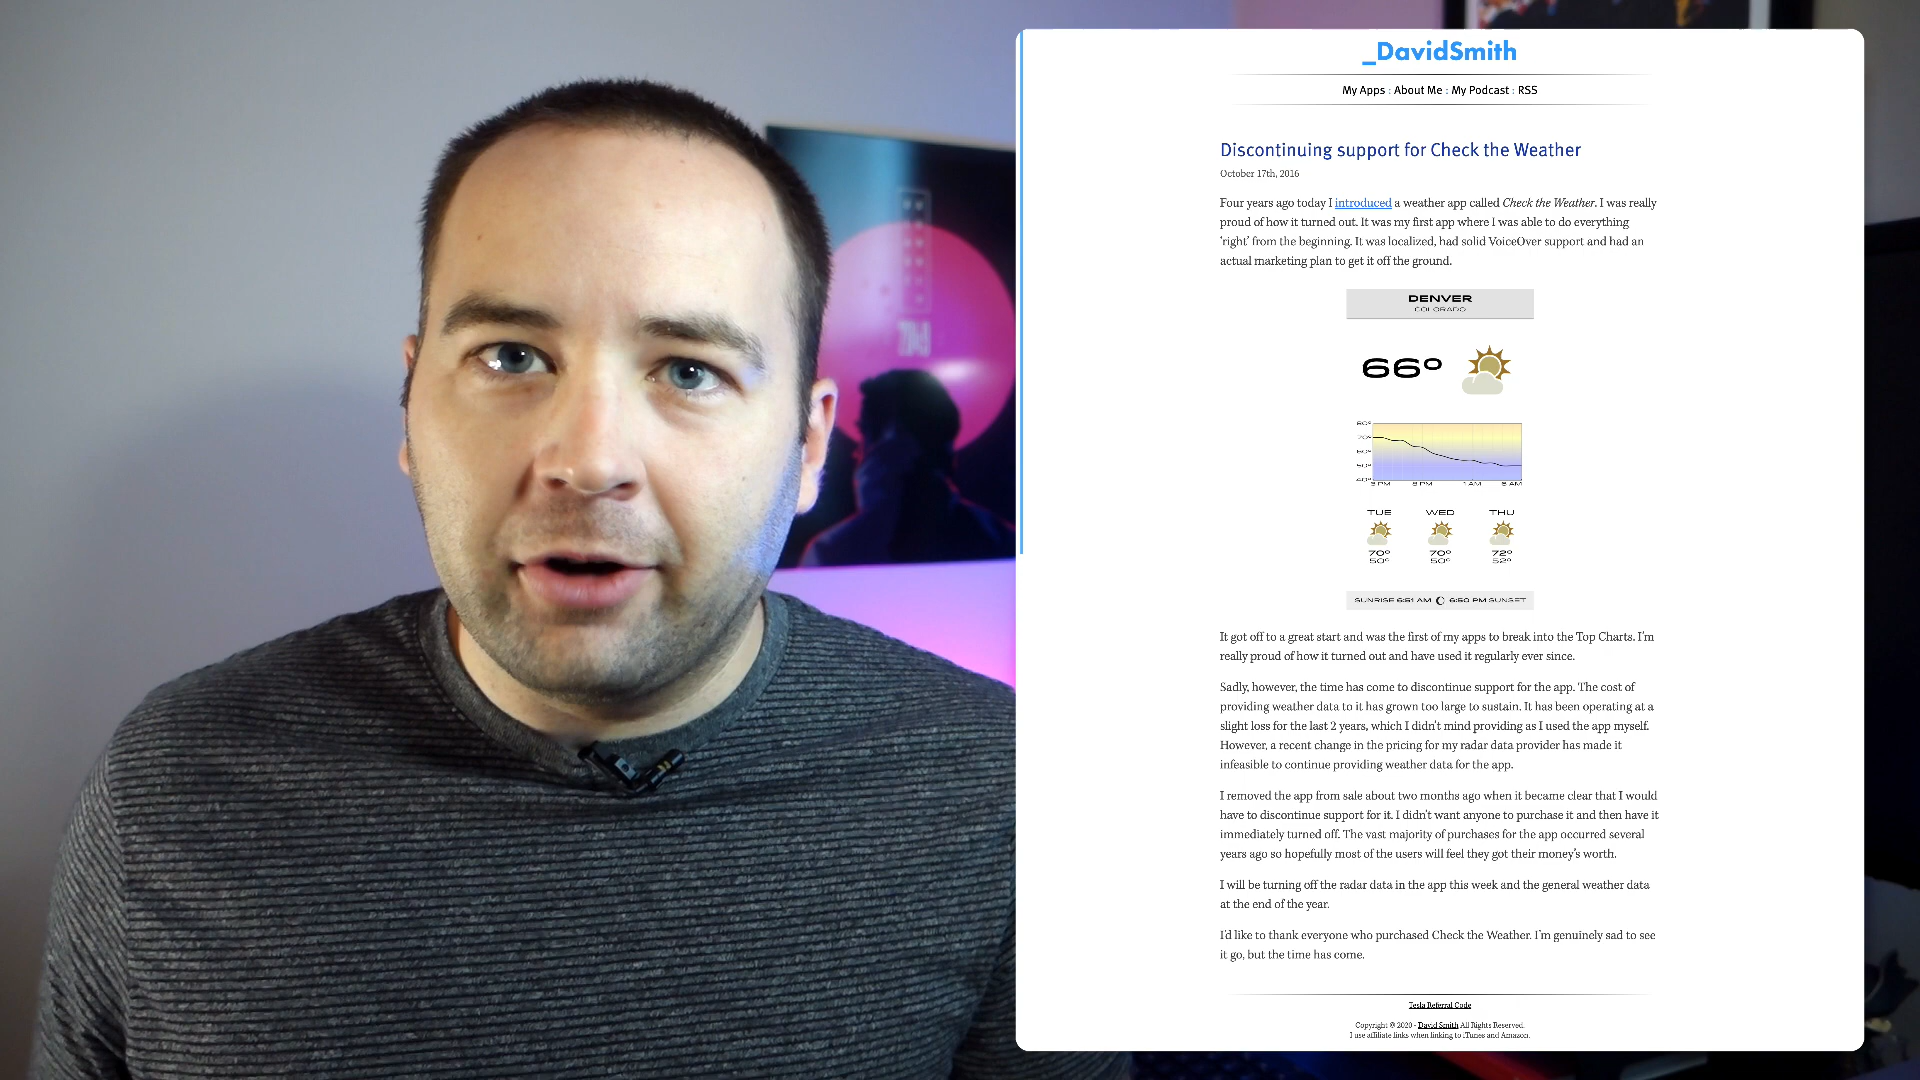 _DavidSmith
My Apps : About Me : My Podcast : RSS
Discontinuing support for Check the Weather
October 17th, 2016
Four years ago today I introduced a weather app called Check the Weather. I was really
proud of how it turned out. It was my first app where I was able to do everything
'right' from the beginning. It was localized, had solid VoiceOver support and had an
actual marketing plan to get it off the ground.
DENVER
COLORADO
66°
80°
70°
60°
50°
40°
8 PM 1 AM
TUE WED THU
70° 70° 72°
50° 50° 52°
SUNRISE 6:51 AM 6:50 PM SUNSET
It got off to a great start and was the first of my apps to break into the Top Charts. I'm
really proud of how it turned out and have used it regularly ever since.
Sadly, however, the time has come to discontinue support for the app. The cost of
providing weather data to it has grown too large to sustain. It has been operating at a
slight loss for the last 2 years, which I didn't mind providing as I used the app myself.
However, a recent change in the pricing for my radar data provider has made it
infeasible to continue providing weather data for the app.
I removed the app from sale about two months ago when it became clear that I would
have to discontinue support for it. I didn't want anyone to purchase it and then have it
immediately turned off. The vast majority of purchases for the app occurred several
years ago so hopefully most of the users will feel they got their money's worth.
I will be turning off the radar data in the app this week and the general weather data
at the end of the year.
I'd like to thank everyone who purchased Check the Weather. I'm genuinely sad to see
it go, but the time has come.
Tesla Referral Code
Copyright © 2020 - David Smith All Rights Reserved.
I use affiliate links when linking to iTunes and Amazon.